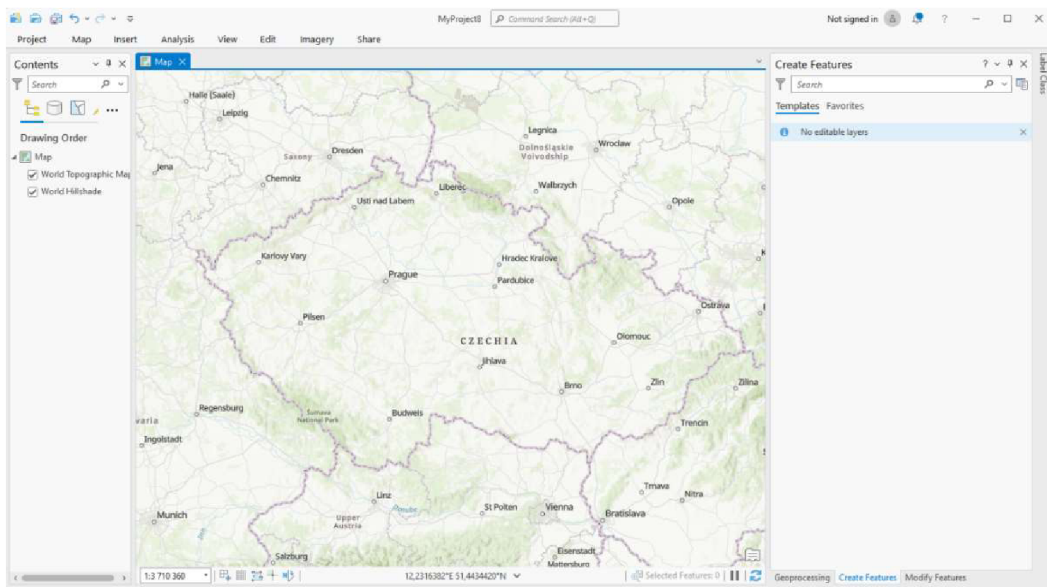 MyProject8
Command Search (Alt+Q)
Not signed in
?
Project Map Insert Analysis View Edit Imagery Share
Contents
Search
Drawing Order
Map
World Topographic Map
World Hillshade
Map
Halle (Saale)
Leipzig
Legnica
Dolnośląskie
Voivodship
Wroclaw
Saxony
Dresden
Jena
Chemnitz
Liberec
Walbrzych
Usti nad Labem
Opole
Karlovy Vary
Hradec Kralove
Prague
Pardubice
Ostrava
Pilsen
CZECHIA
Olomouc
Jihlava
Brno
Zlin
Zilina
Regensburg
Šumava
National Park
Budweis
varia
Trencin
Ingolstadt
Linz
Danube
St Polten
Vienna
Trnava
Nitra
Munich
Upper
Austria
Bratislava
Salzburg
Eisenstadt
Mattersburg
1:3 710 360
12,2316382°E 51,4434420°N
Selected Features: 0
Create Features
?
Search
Templates Favorites
No editable layers
Geoprocessing Create Features Modify Features
Label Class